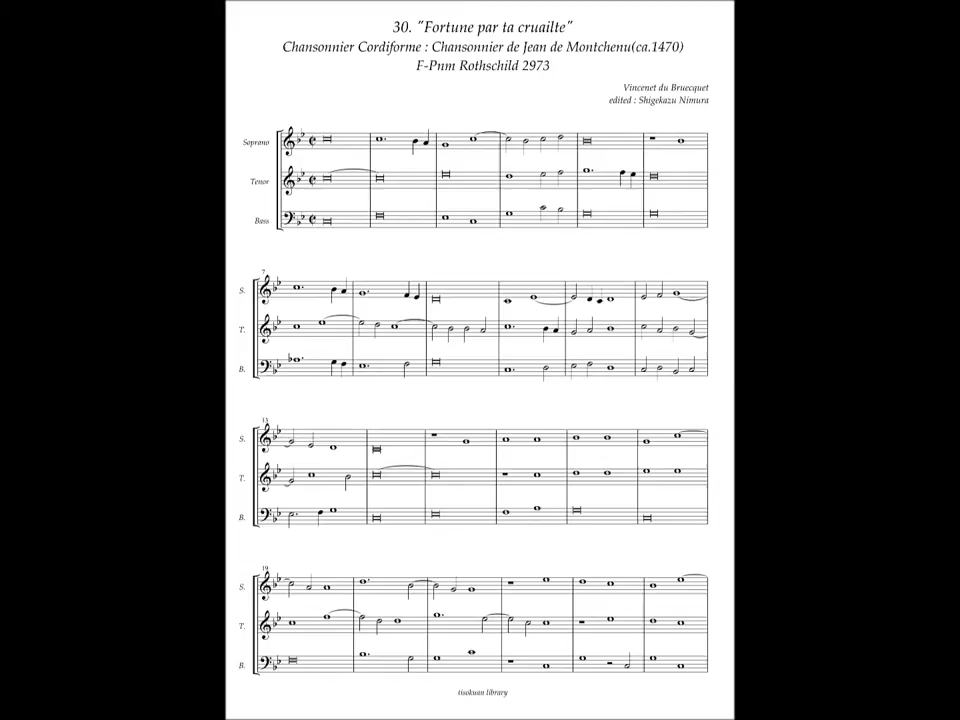 30. "Fortune par ta cruailte"
Chansonnier Cordiforme : Chansonnier de Jean de Montchenu(ca.1470)
F-Pnm Rothschild 2973
Vincenet du Bruecquet
edited : Shigekazu Nimura
Soprano
Tenor
Bass
7
S.
T.
B.
13
S.
T.
B.
19
S.
T.
B.
tisokuan library